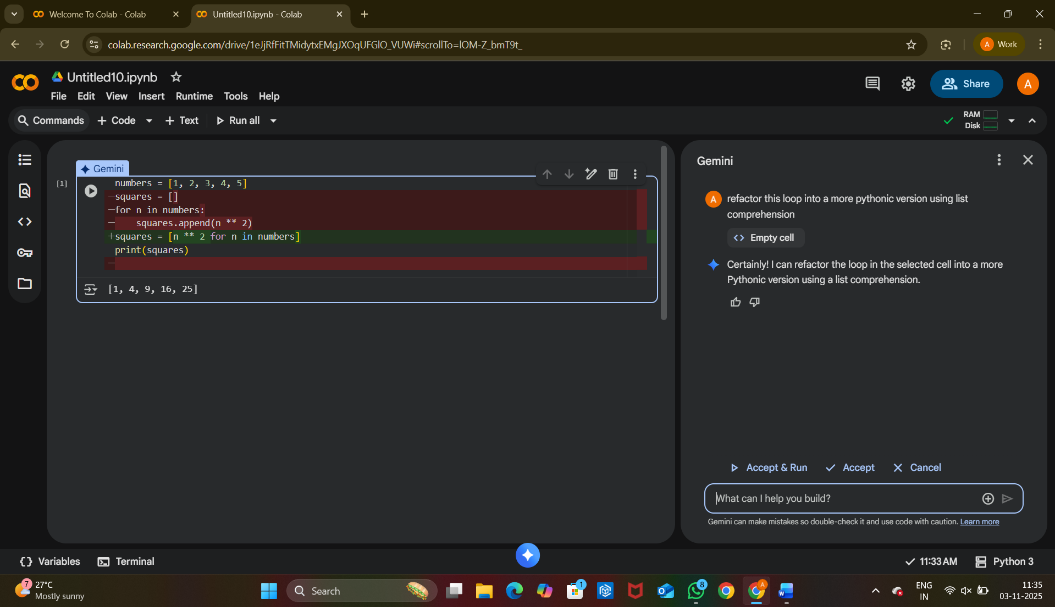 Welcome To Colab - Colab
Untitled10.ipynb - Colab
colab.research.google.com/drive/1eJjRfFitTMidytxEMgJXOqUFGlO_VUWi#scrollTo=lOM-Z_bmT9t_
A Work
Untitled10.ipynb
File Edit View Insert Runtime Tools Help
Share
A
Commands + Code + Text Run all
RAM
Disk
Gemini
[1]
numbers = [1, 2, 3, 4, 5]
-squares = []
-for n in numbers:
-    squares.append(n ** 2)
+squares = [n ** 2 for n in numbers]
print(squares)
-
[1, 4, 9, 16, 25]
Gemini
A refactor this loop into a more pythonic version using list
comprehension
<> Empty cell
Certainly! I can refactor the loop in the selected cell into a more
Pythonic version using a list comprehension.
Accept & Run Accept Cancel
What can I help you build?
Gemini can make mistakes so double-check it and use code with caution. Learn more
{} Variables Terminal
11:33 AM Python 3
7
27°C
Mostly sunny
Search
1
8
A
ENG
IN
11:35
03-11-2025